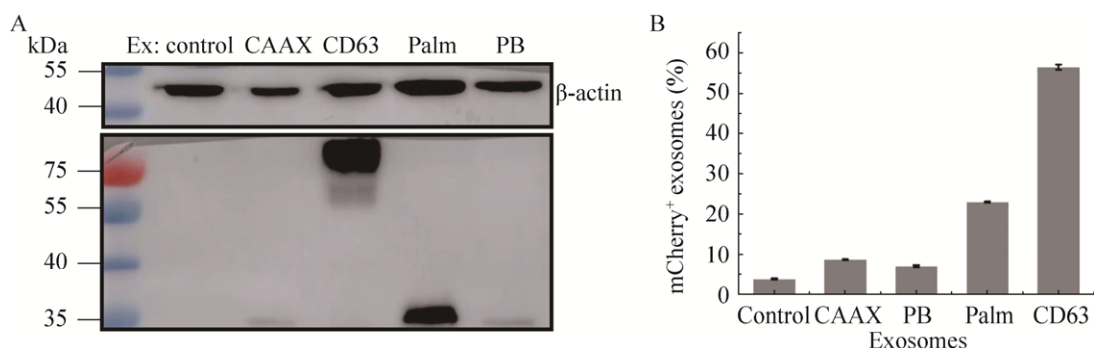 A
kDa
Ex: control CAAX CD63 Palm PB
55
40
β-actin
75
55
40
35
B
mCherry⁺ exosomes (%)
60
50
40
30
20
10
0
Control CAAX PB Palm CD63
Exosomes